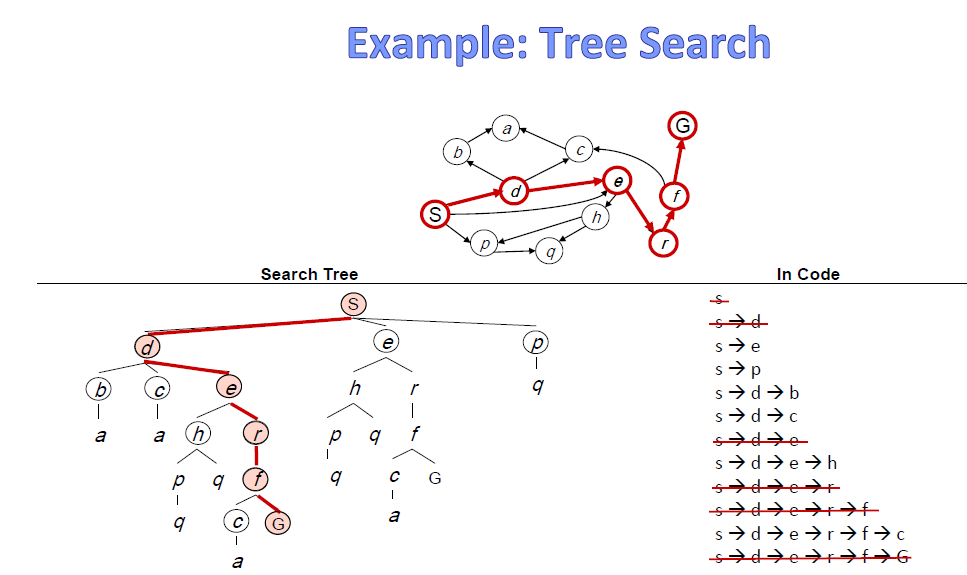 Example: Tree Search
a
G
b
c
e
d
f
S
h
p
q
r
Search Tree
In Code
S
d
e
p
b
c
e
h
r
q
a
a
h
r
p
q
f
p
q
f
q
c
G
q
c
G
a
a
s
s → d
s → e
s → p
s → d → b
s → d → c
s → d → e
s → d → e → h
s → d → e → r
s → d → e → r → f
s → d → e → r → f → c
s → d → e → r → f → G